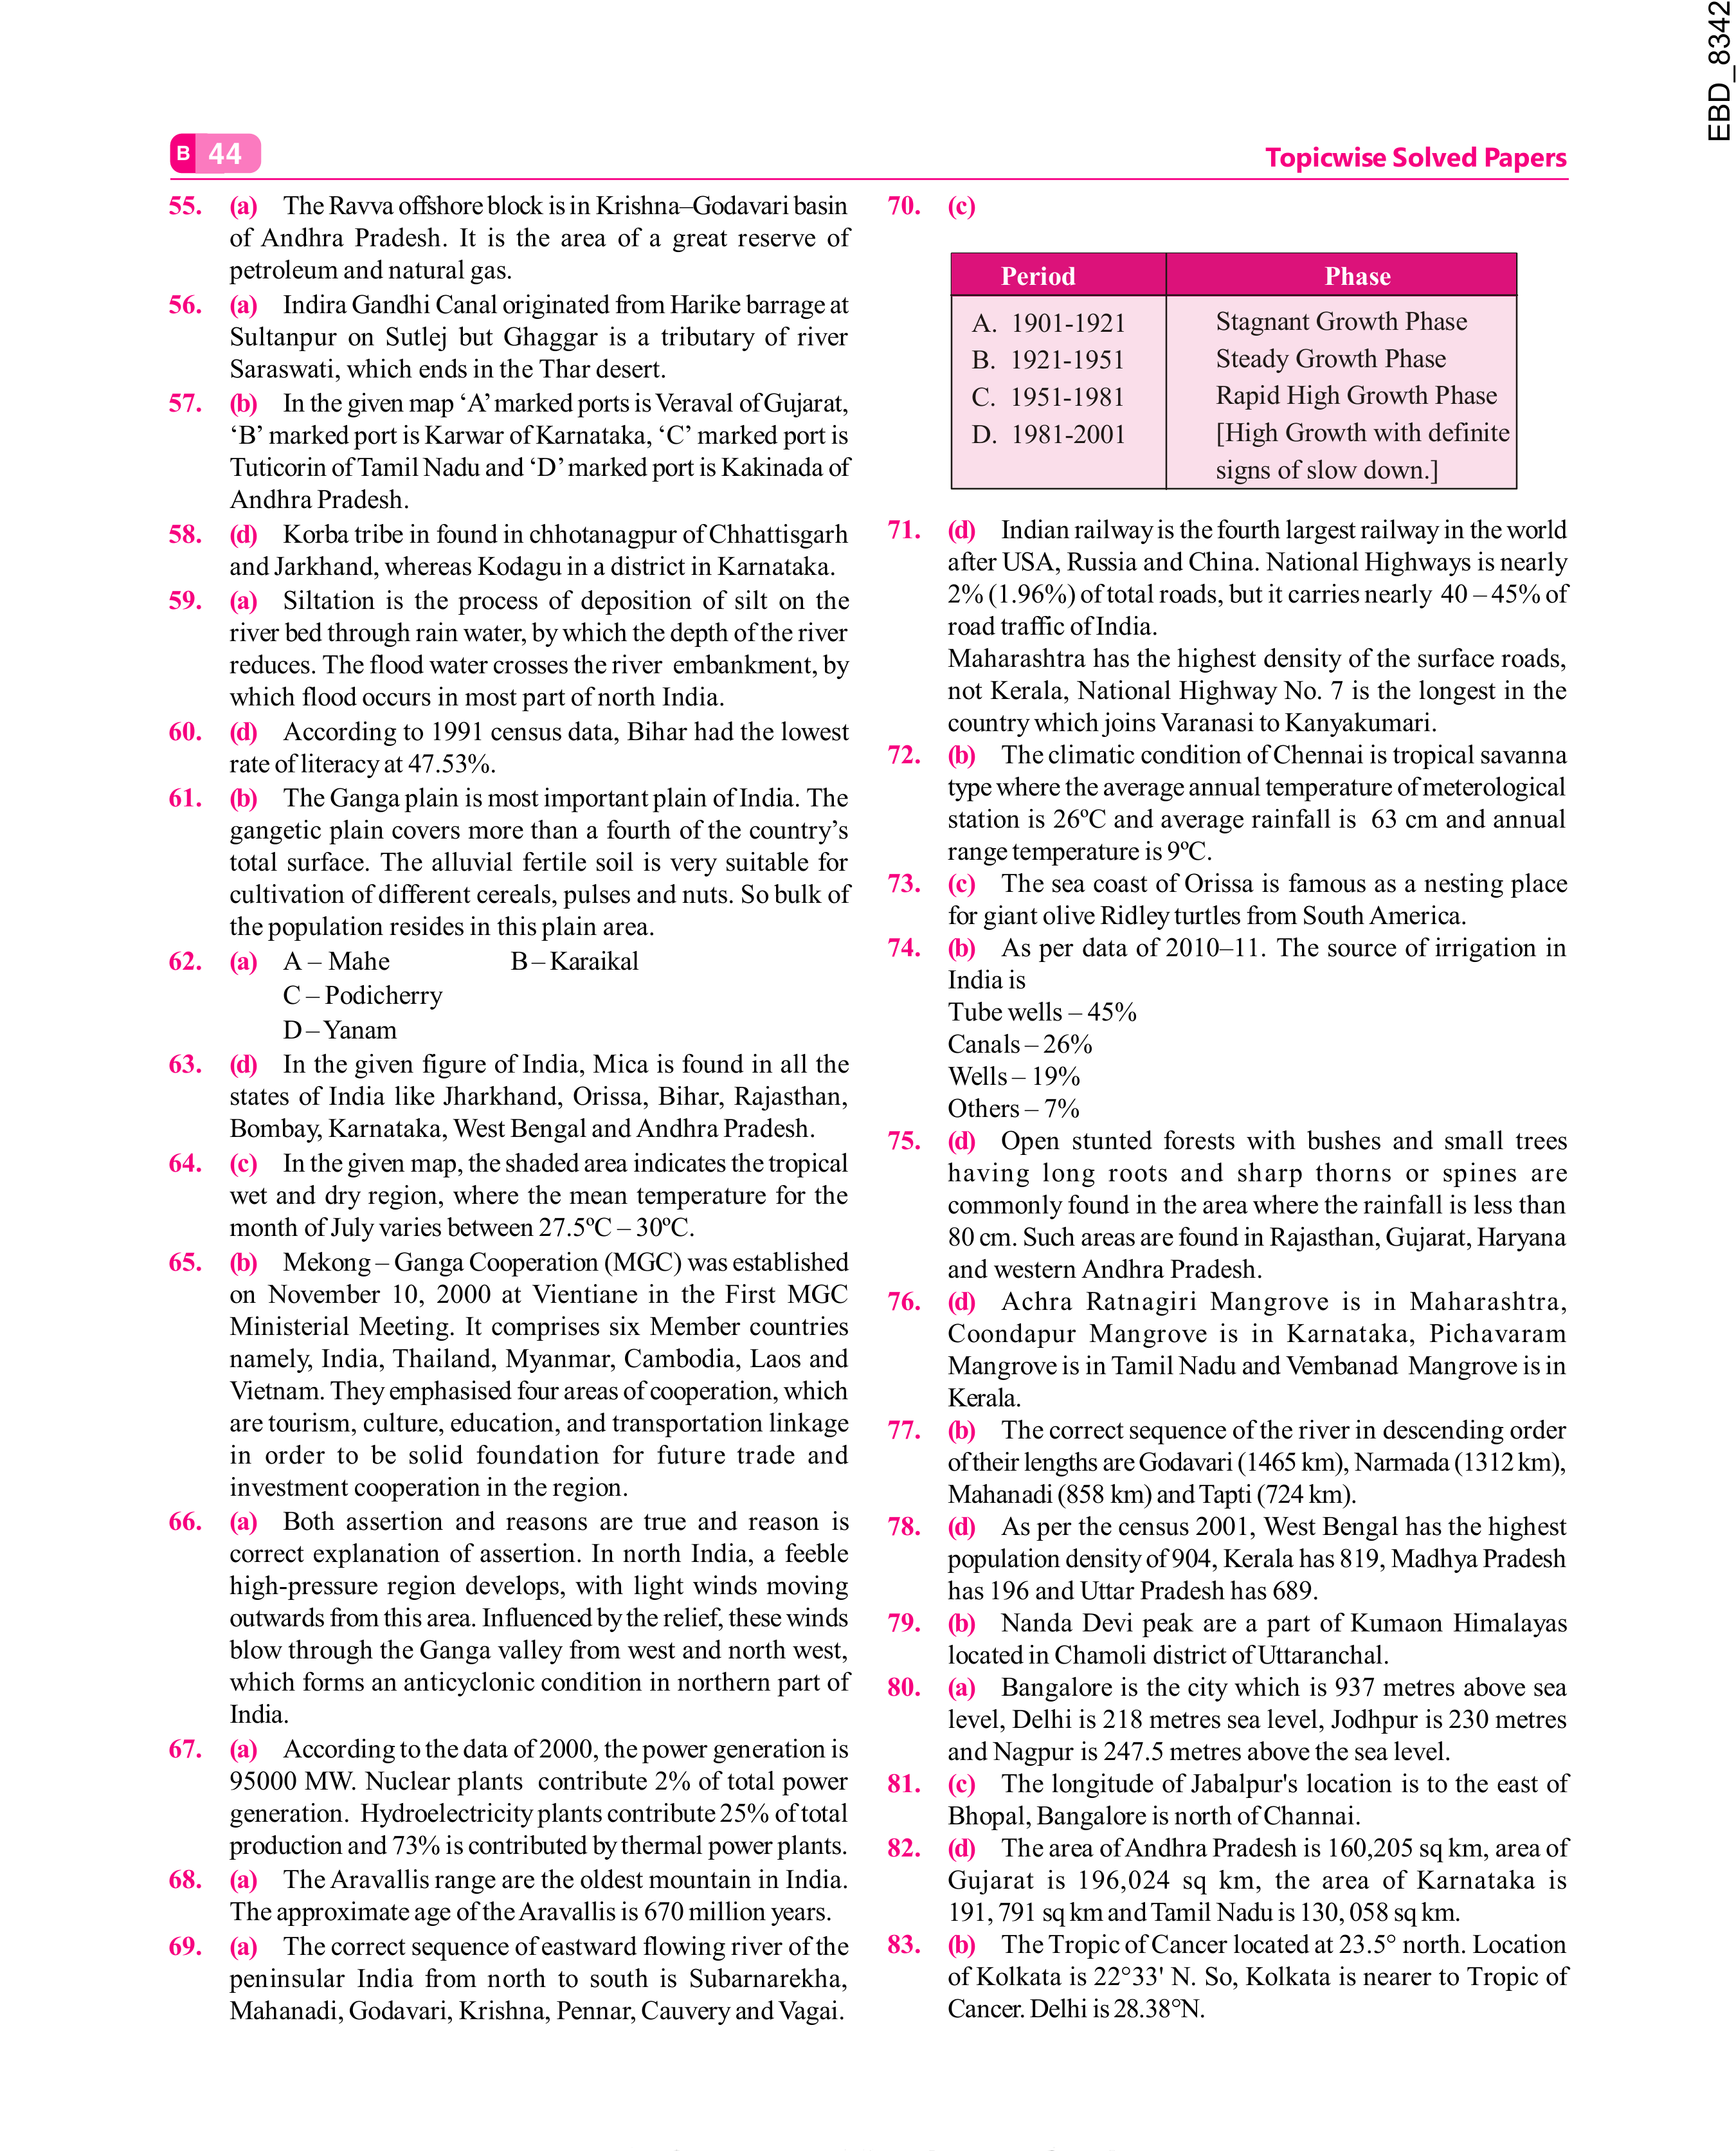 EBD_8342
B 44
Topicwise Solved Papers
55. (a) The Ravva offshore block is in Krishna–Godavari basin
of Andhra Pradesh. It is the area of a great reserve of
petroleum and natural gas.
56. (a) Indira Gandhi Canal originated from Harike barrage at
Sultanpur on Sutlej but Ghaggar is a tributary of river
Saraswati, which ends in the Thar desert.
57. (b) In the given map ‘A’ marked ports is Veraval of Gujarat,
‘B’ marked port is Karwar of Karnataka, ‘C’ marked port is
Tuticorin of Tamil Nadu and ‘D’ marked port is Kakinada of
Andhra Pradesh.
58. (d) Korba tribe in found in chhotanagpur of Chhattisgarh
and Jarkhand, whereas Kodagu in a district in Karnataka.
59. (a) Siltation is the process of deposition of silt on the
river bed through rain water, by which the depth of the river
reduces. The flood water crosses the river embankment, by
which flood occurs in most part of north India.
60. (d) According to 1991 census data, Bihar had the lowest
rate of literacy at 47.53%.
61. (b) The Ganga plain is most important plain of India. The
gangetic plain covers more than a fourth of the country’s
total surface. The alluvial fertile soil is very suitable for
cultivation of different cereals, pulses and nuts. So bulk of
the population resides in this plain area.
62. (a) A – Mahe B – Karaikal
C – Podicherry
D – Yanam
63. (d) In the given figure of India, Mica is found in all the
states of India like Jharkhand, Orissa, Bihar, Rajasthan,
Bombay, Karnataka, West Bengal and Andhra Pradesh.
64. (c) In the given map, the shaded area indicates the tropical
wet and dry region, where the mean temperature for the
month of July varies between 27.5ºC – 30ºC.
65. (b) Mekong – Ganga Cooperation (MGC) was established
on November 10, 2000 at Vientiane in the First MGC
Ministerial Meeting. It comprises six Member countries
namely, India, Thailand, Myanmar, Cambodia, Laos and
Vietnam. They emphasised four areas of cooperation, which
are tourism, culture, education, and transportation linkage
in order to be solid foundation for future trade and
investment cooperation in the region.
66. (a) Both assertion and reasons are true and reason is
correct explanation of assertion. In north India, a feeble
high-pressure region develops, with light winds moving
outwards from this area. Influenced by the relief, these winds
blow through the Ganga valley from west and north west,
which forms an anticyclonic condition in northern part of
India.
67. (a) According to the data of 2000, the power generation is
95000 MW. Nuclear plants contribute 2% of total power
generation. Hydroelectricity plants contribute 25% of total
production and 73% is contributed by thermal power plants.
68. (a) The Aravallis range are the oldest mountain in India.
The approximate age of the Aravallis is 670 million years.
69. (a) The correct sequence of eastward flowing river of the
peninsular India from north to south is Subarnarekha,
Mahanadi, Godavari, Krishna, Pennar, Cauvery and Vagai.
70. (c)
Period Phase
A. 1901-1921 Stagnant Growth Phase
B. 1921-1951 Steady Growth Phase
C. 1951-1981 Rapid High Growth Phase
D. 1981-2001 [High Growth with definite
signs of slow down.]
71. (d) Indian railway is the fourth largest railway in the world
after USA, Russia and China. National Highways is nearly
2% (1.96%) of total roads, but it carries nearly 40 – 45% of
road traffic of India.
Maharashtra has the highest density of the surface roads,
not Kerala, National Highway No. 7 is the longest in the
country which joins Varanasi to Kanyakumari.
72. (b) The climatic condition of Chennai is tropical savanna
type where the average annual temperature of meterological
station is 26ºC and average rainfall is 63 cm and annual
range temperature is 9ºC.
73. (c) The sea coast of Orissa is famous as a nesting place
for giant olive Ridley turtles from South America.
74. (b) As per data of 2010–11. The source of irrigation in
India is
Tube wells – 45%
Canals – 26%
Wells – 19%
Others – 7%
75. (d) Open stunted forests with bushes and small trees
having long roots and sharp thorns or spines are
commonly found in the area where the rainfall is less than
80 cm. Such areas are found in Rajasthan, Gujarat, Haryana
and western Andhra Pradesh.
76. (d) Achra Ratnagiri Mangrove is in Maharashtra,
Coondapur Mangrove is in Karnataka, Pichavaram
Mangrove is in Tamil Nadu and Vembanad Mangrove is in
Kerala.
77. (b) The correct sequence of the river in descending order
of their lengths are Godavari (1465 km), Narmada (1312 km),
Mahanadi (858 km) and Tapti (724 km).
78. (d) As per the census 2001, West Bengal has the highest
population density of 904, Kerala has 819, Madhya Pradesh
has 196 and Uttar Pradesh has 689.
79. (b) Nanda Devi peak are a part of Kumaon Himalayas
located in Chamoli district of Uttaranchal.
80. (a) Bangalore is the city which is 937 metres above sea
level, Delhi is 218 metres sea level, Jodhpur is 230 metres
and Nagpur is 247.5 metres above the sea level.
81. (c) The longitude of Jabalpur's location is to the east of
Bhopal, Bangalore is north of Channai.
82. (d) The area of Andhra Pradesh is 160,205 sq km, area of
Gujarat is 196,024 sq km, the area of Karnataka is
191, 791 sq km and Tamil Nadu is 130, 058 sq km.
83. (b) The Tropic of Cancer located at 23.5° north. Location
of Kolkata is 22°33' N. So, Kolkata is nearer to Tropic of
Cancer. Delhi is 28.38°N.